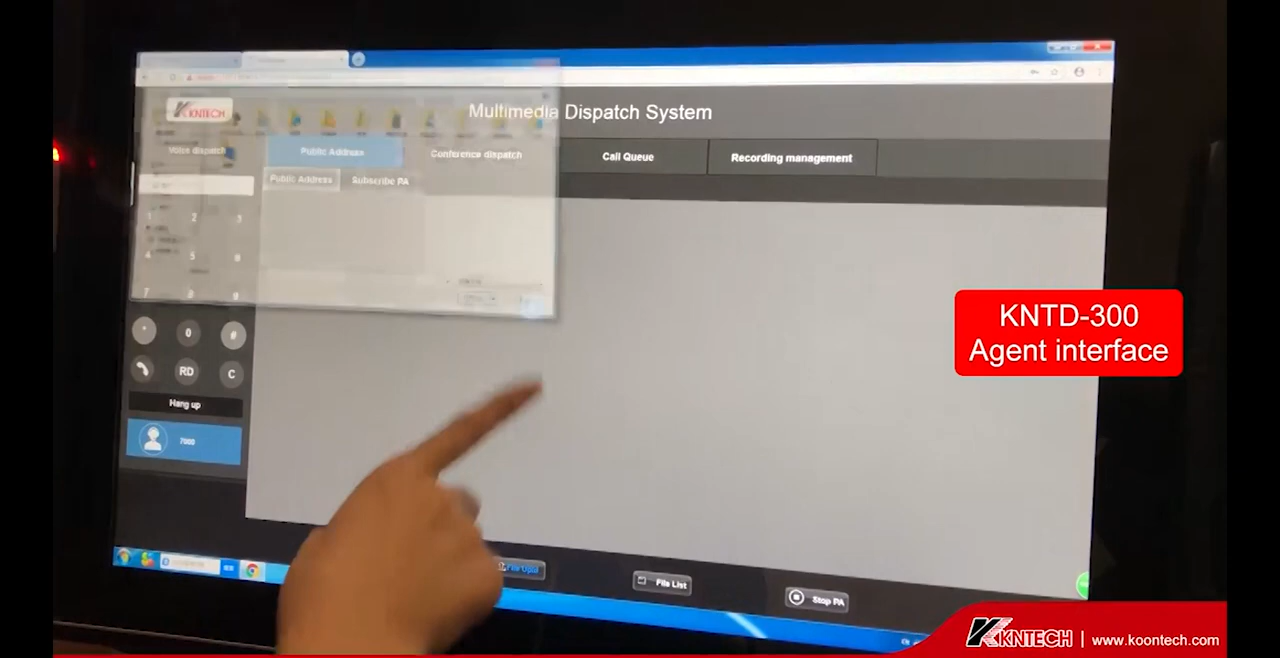 KNTECH
Multimedia Dispatch System
Voice dispatch
Public Address
Conference dispatch
Call Queue
Recording management
Public Address
Subscribe PA
1 2 3
4 5
7 8 9
* 0 #
RD C
Hang up
7000
File List
Stop PA
KNTD-300
Agent interface
KNTECH | www.koontech.com